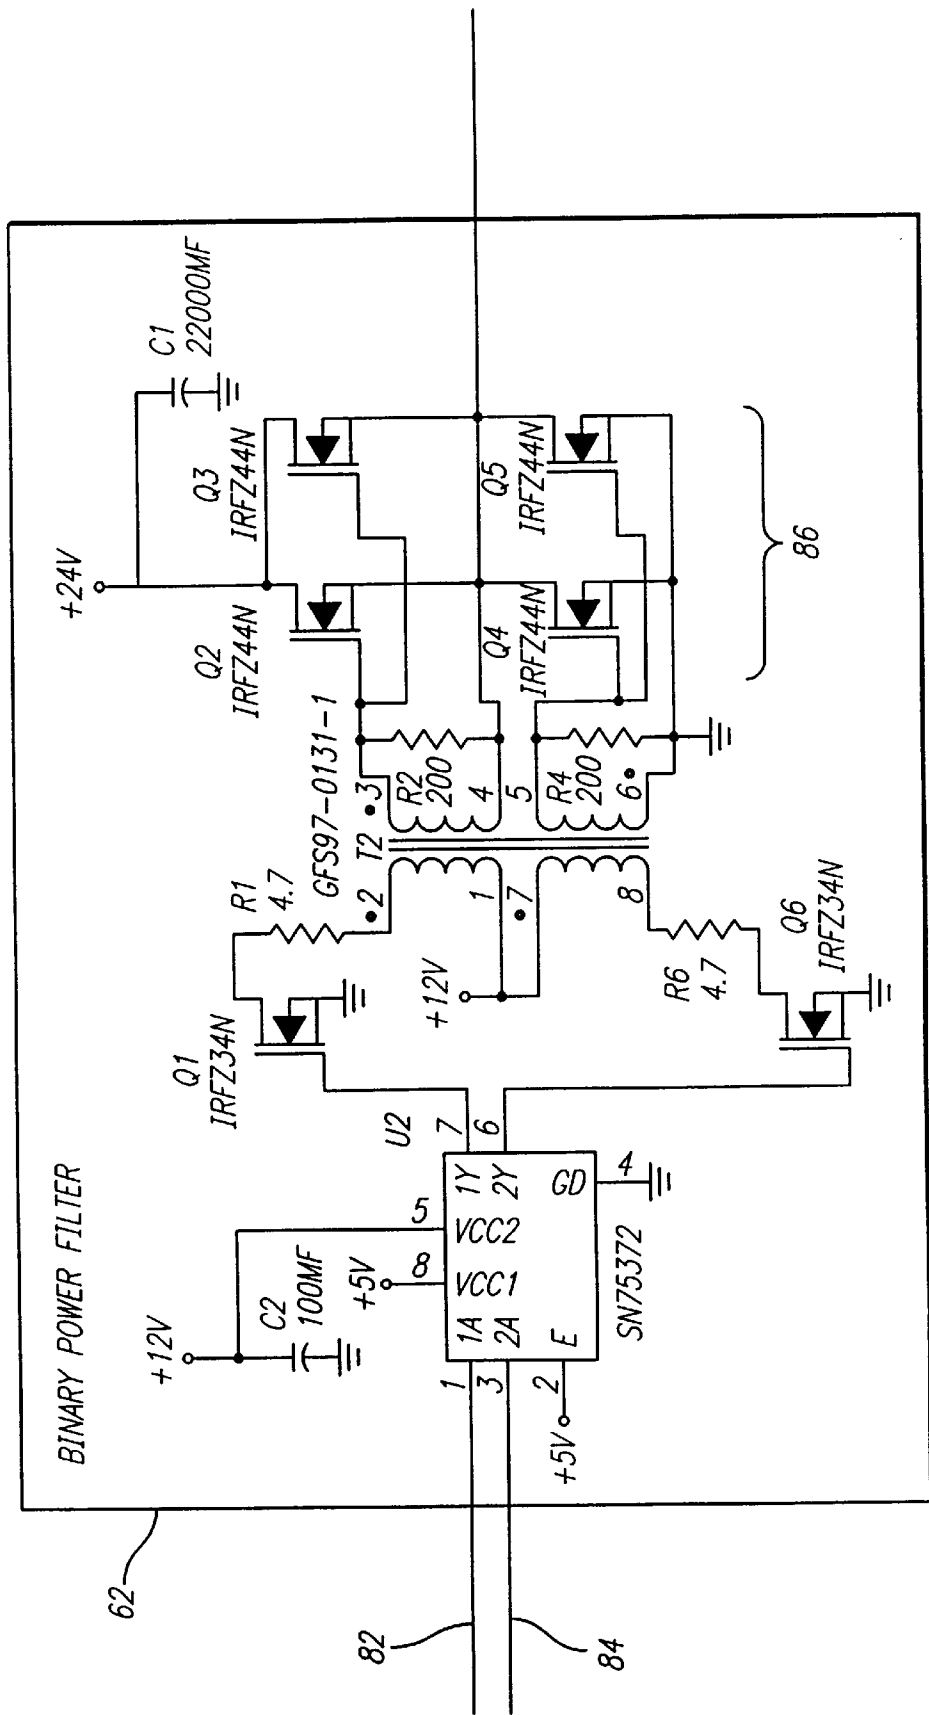 BINARY POWER FILTER
62
82
84
+12V
C2
100MF
+5V
8
5
VCC1
VCC2
1
1A
3
2A
2
E
+5V
1Y
7
2Y
6
GD
4
SN75372
U2
Q1
IRFZ34N
R1
4.7
GFS97-0131-1
T2
2
3
1
4
7
5
8
6
+12V
R2
200
R4
200
R6
4.7
Q6
IRFZ34N
+24V
Q2
IRFZ44N
Q3
IRFZ44N
C1
22000MF
Q4
IRFZ44N
Q5
IRFZ44N
86